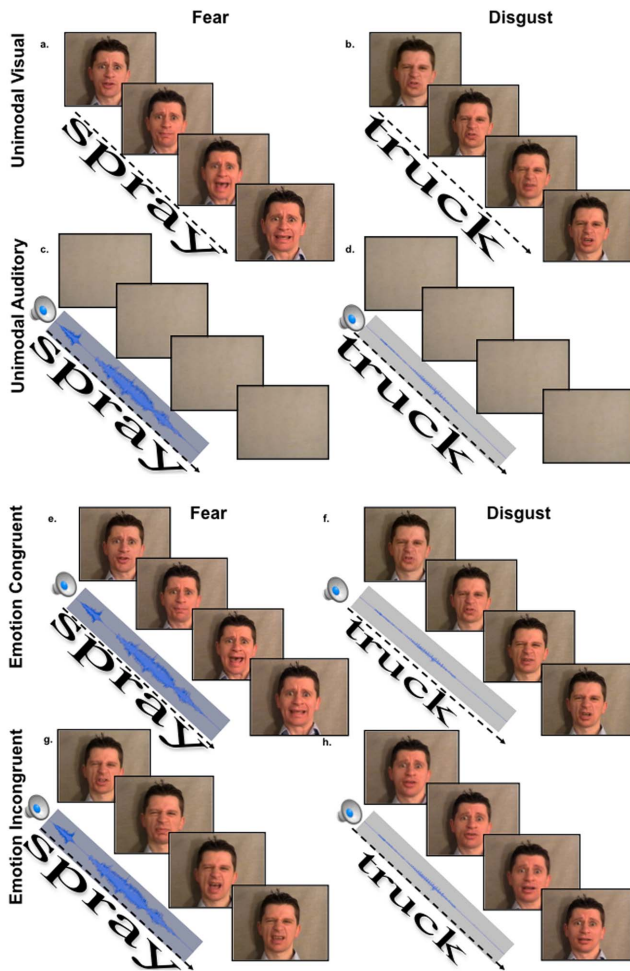 Fear
Disgust
Unimodal Visual
a.
spray
b.
truck
Unimodal Auditory
c.
spray
d.
truck
Fear
Disgust
Emotion Congruent
e.
spray
f.
truck
Emotion Incongruent
g.
spray
h.
truck